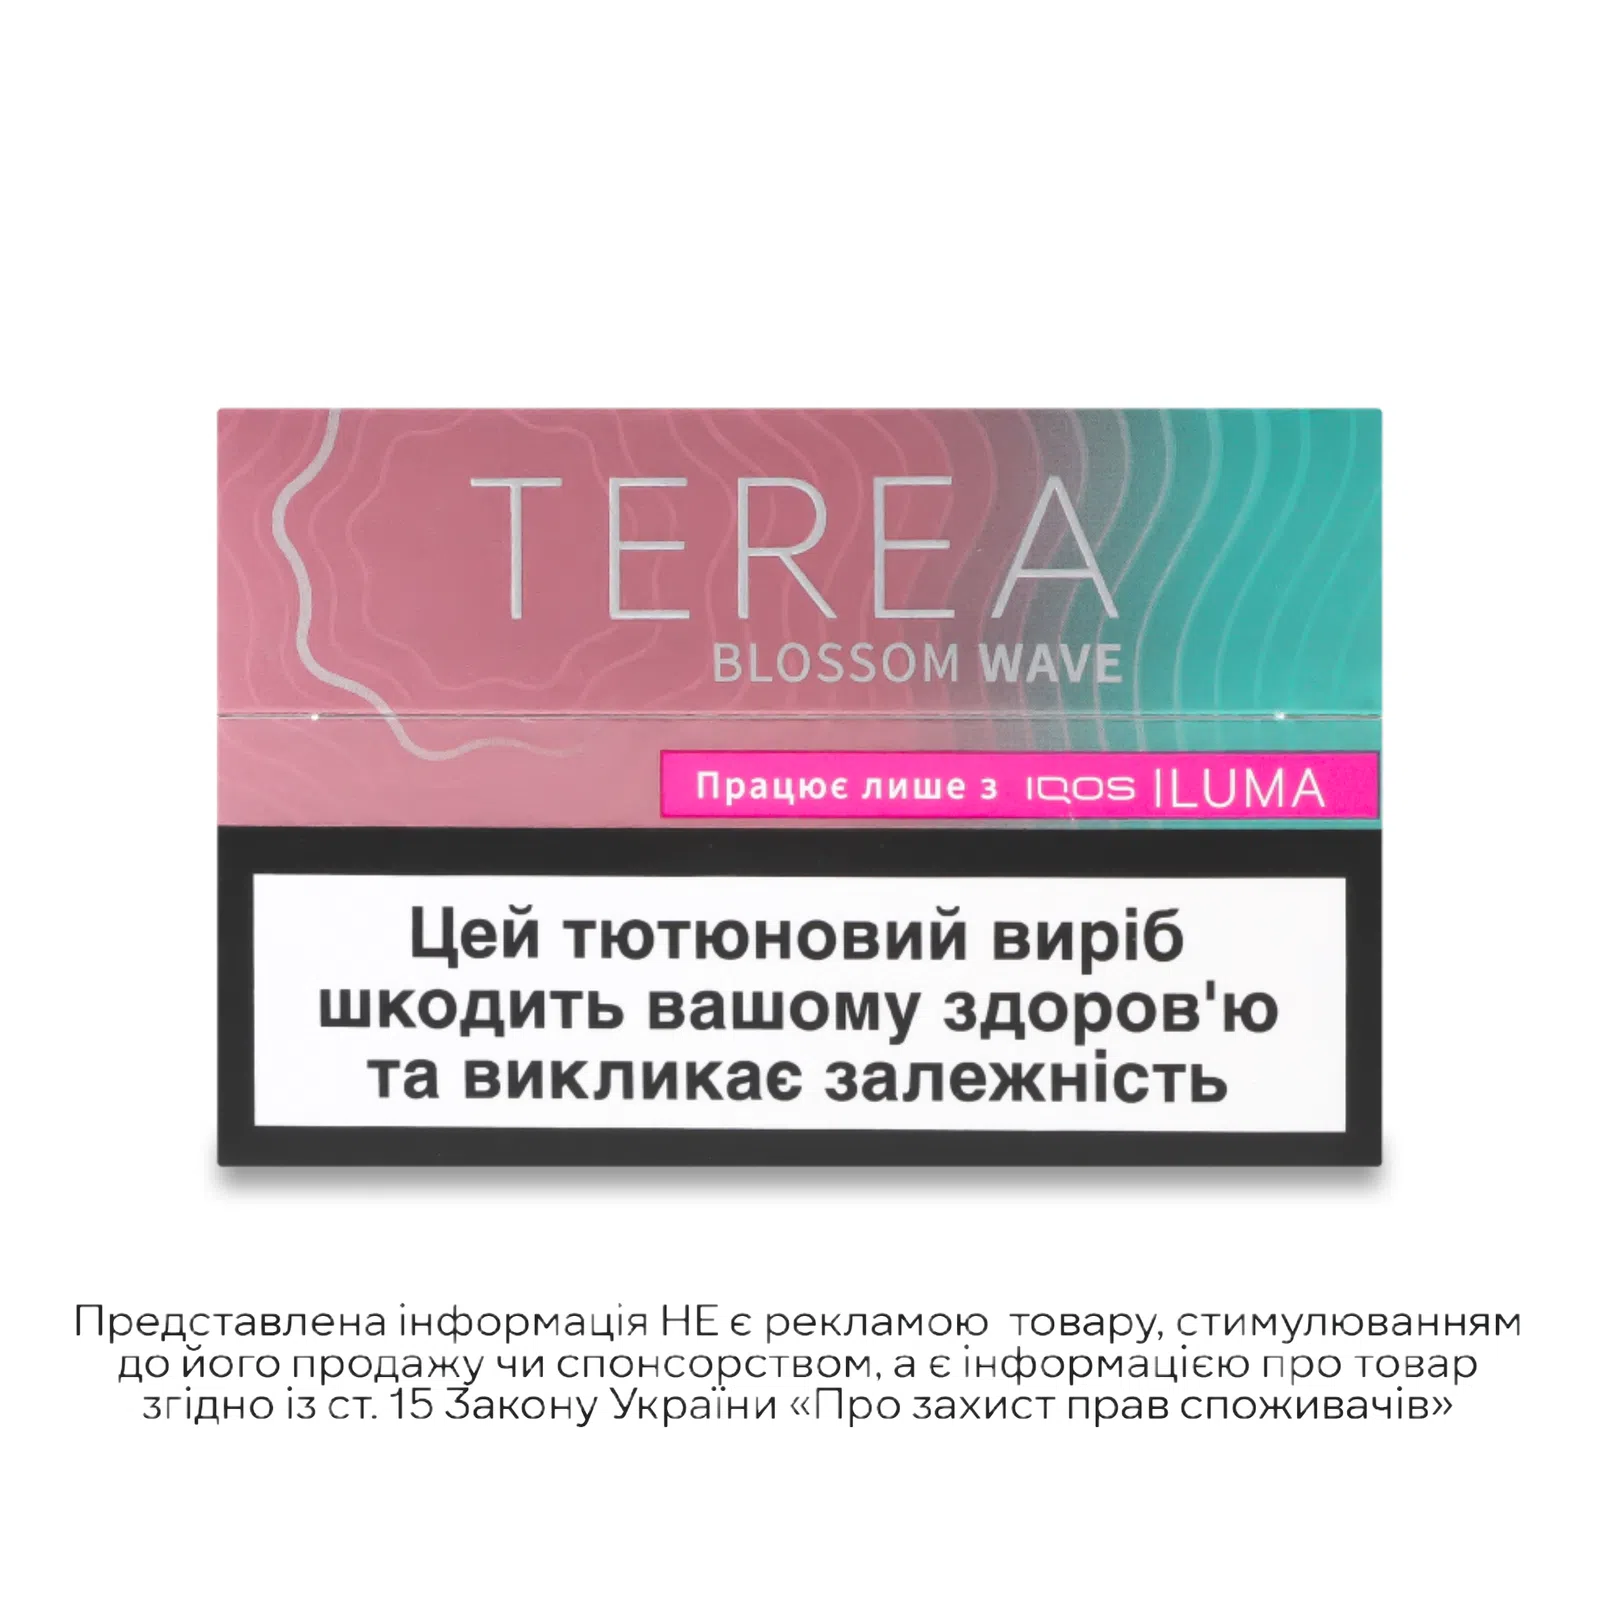 TEREA
BLOSSOM WAVE
Працює лише з IQOS ILUMA
Цей тютюновий виріб
шкодить вашому здоров'ю
та викликає залежність
Представлена інформація НЕ є рекламою товару, стимулюванням
до його продажу чи спонсорством, а є інформацією про товар
згідно із ст. 15 Закону України «Про захист прав споживачів»